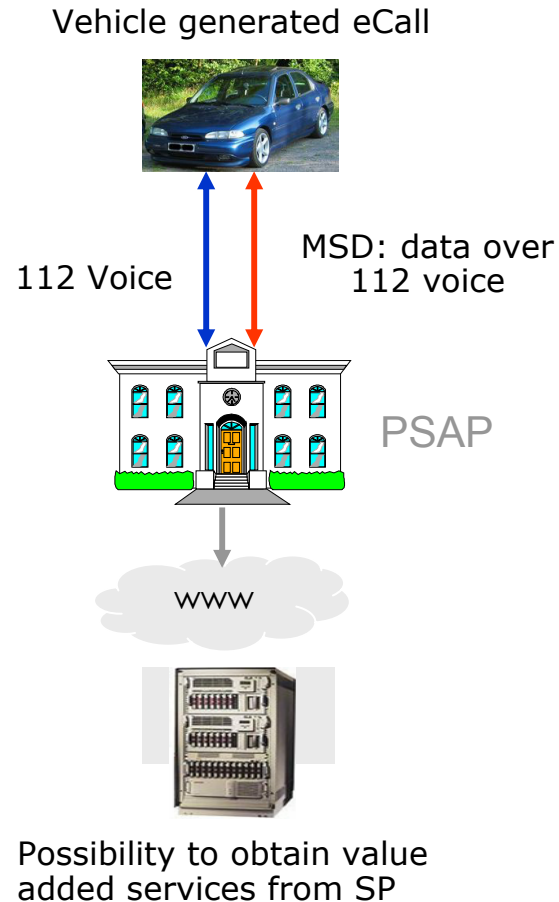 Vehicle generated eCall
112 Voice
MSD: data over
112 voice
PSAP
www
Possibility to obtain value
added services from SP